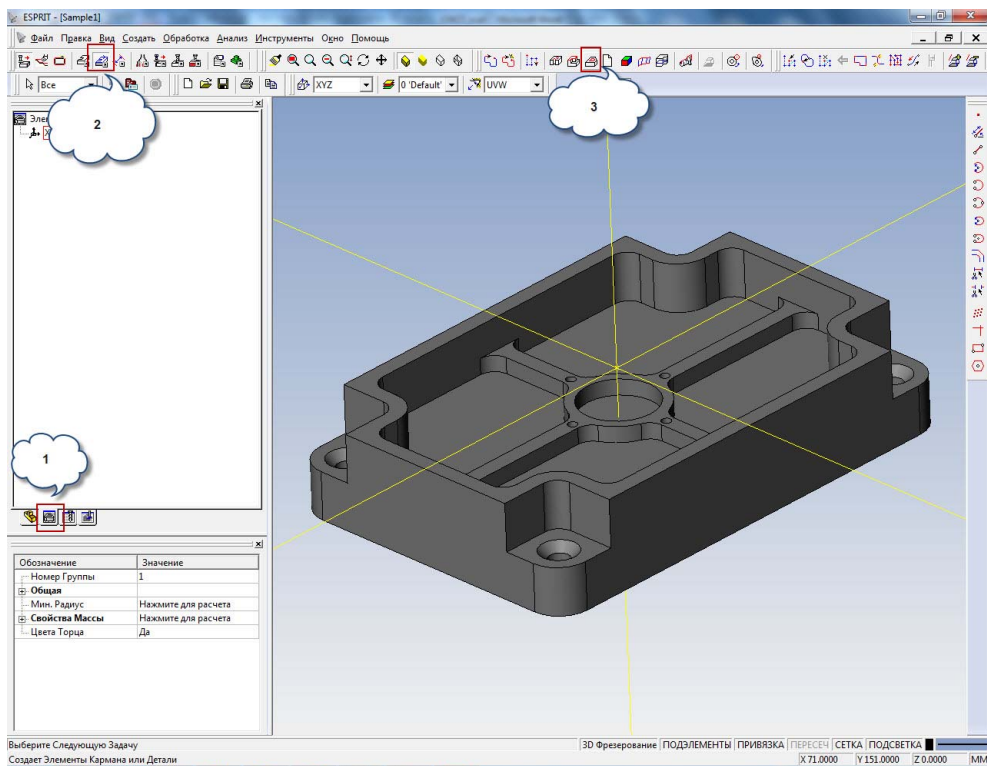 ESPRIT - [Sample1]
Файл Правка Вид Создать Обработка Анализ Инструменты Окно Помощь
Все XYZ 0 'Default' UVW
2
3
1
Обозначение Значение
Номер Группы 1
Общая
Мин. Радиус Нажмите для расчета
Свойства Массы Нажмите для расчета
Цвета Торца Да
Выберите Следующую Задачу 3D Фрезерование ПОДЭЛЕМЕНТЫ ПРИВЯЗКА ПЕРЕСЕЧ СЕТКА ПОДСВЕТКА
Создает Элементы Кармана или Детали X 71.0000 Y 151.0000 Z 0.0000 ММ